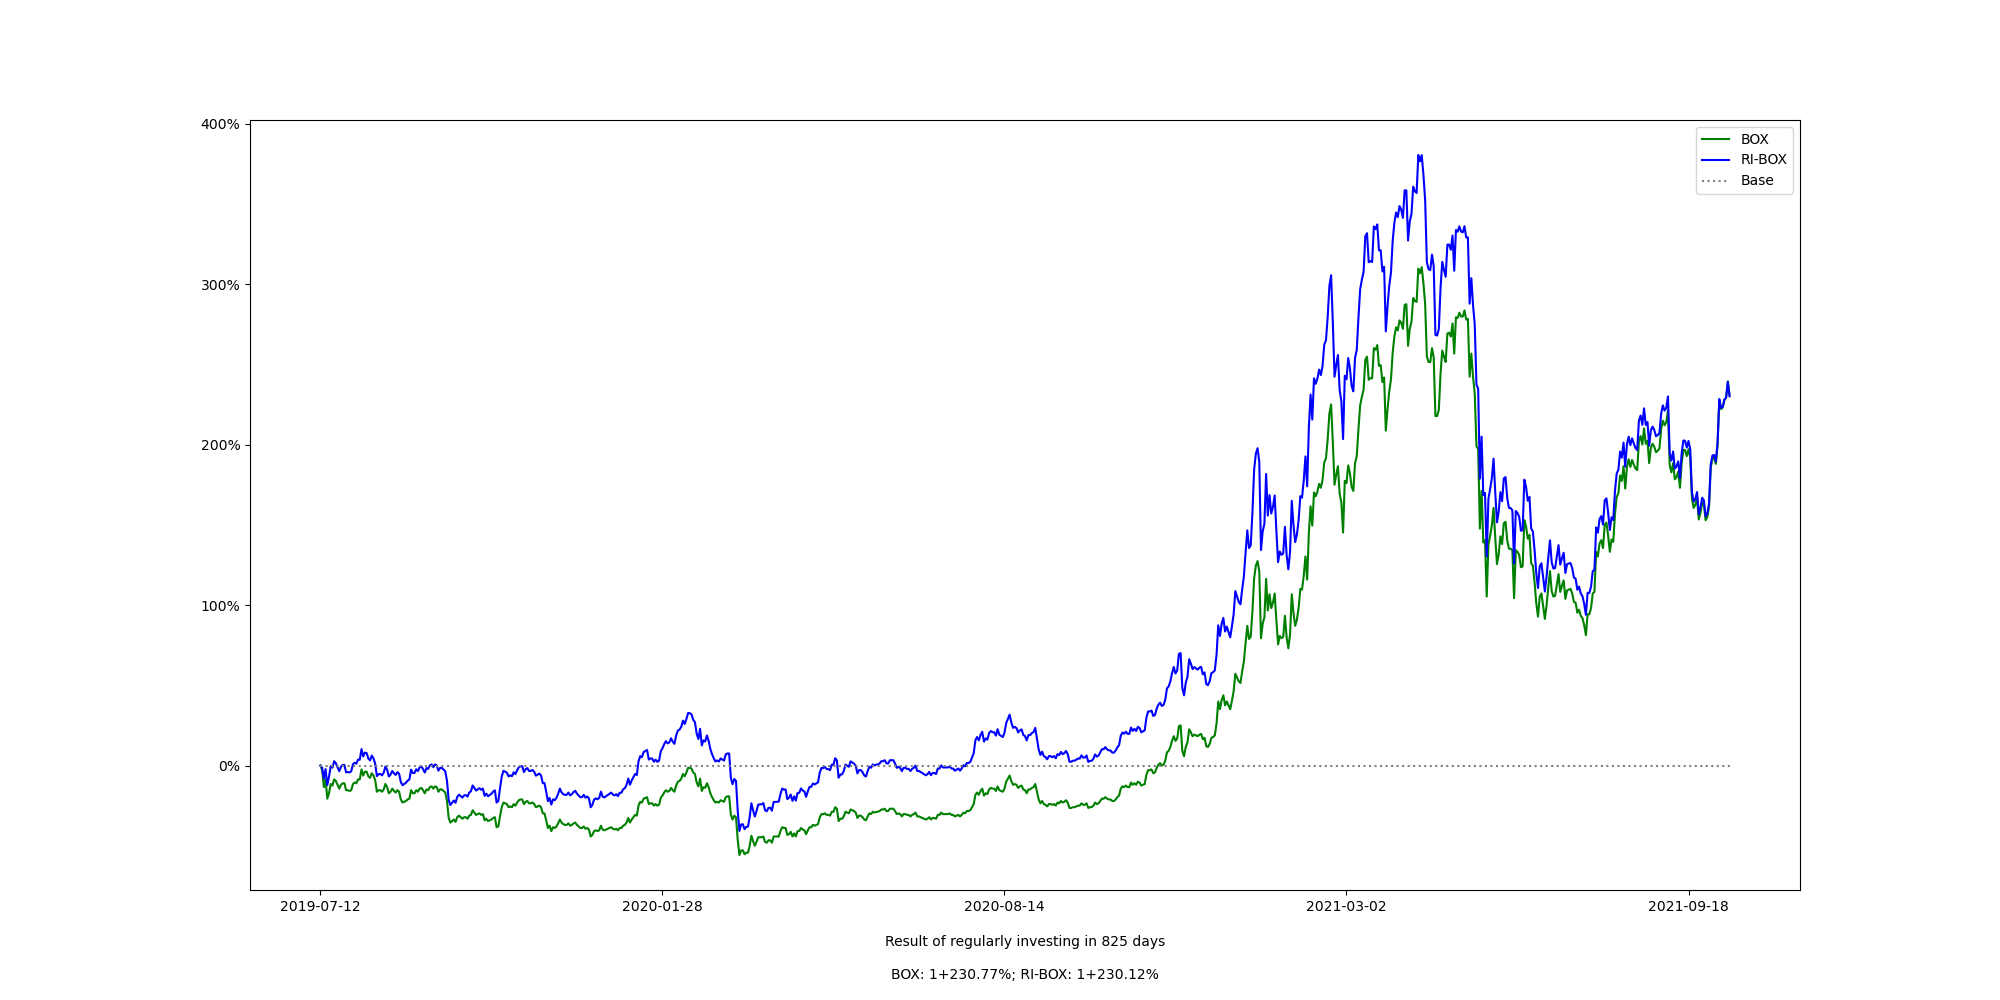 400%
300%
200%
100%
0%
BOX
RI-BOX
Base
2019-07-12
2020-01-28
2020-08-14
2021-03-02
2021-09-18
Result of regularly investing in 825 days
BOX: 1+230.77%; RI-BOX: 1+230.12%